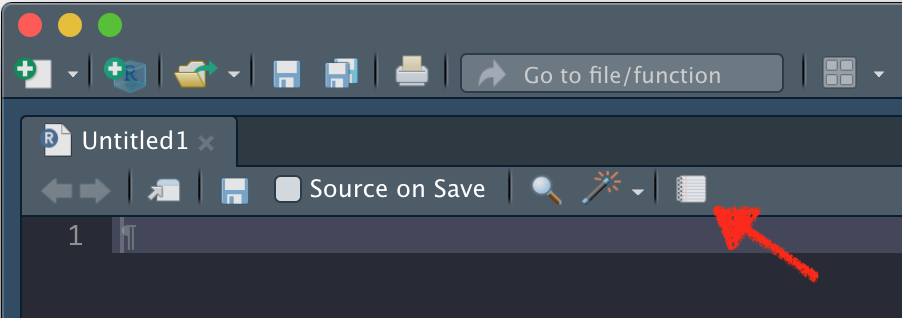 R
Go to file/function
R Untitled1
Source on Save
1 ¶